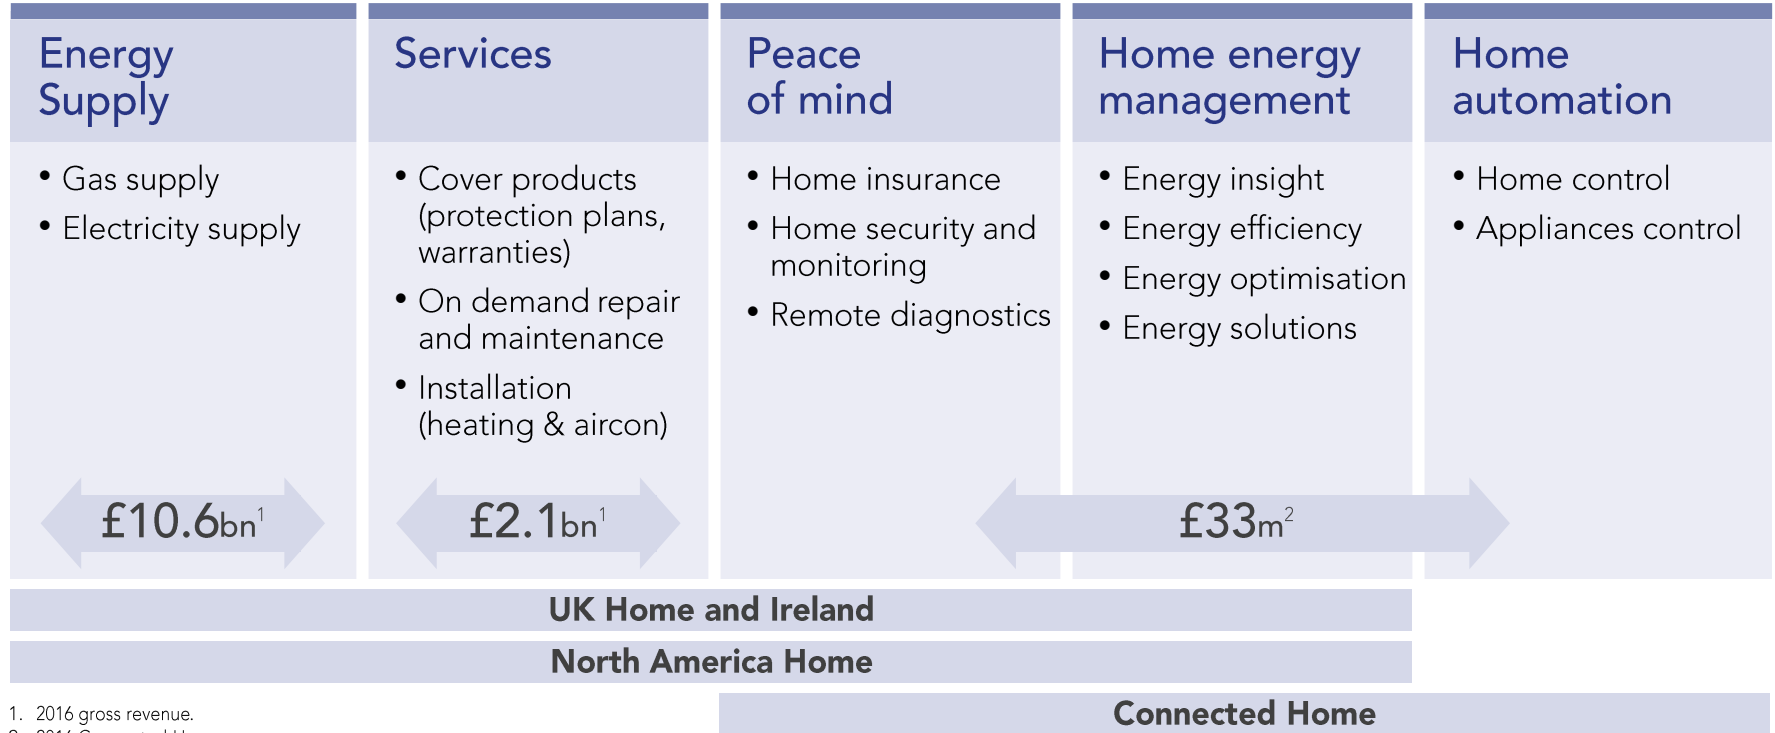 Energy
Supply
• Gas supply
• Electricity supply
£10.6bn¹
Services
• Cover products
(protection plans,
warranties)
• On demand repair
and maintenance
• Installation
(heating & aircon)
£2.1bn¹
Peace
of mind
• Home insurance
• Home security and
monitoring
• Remote diagnostics
Home energy
management
• Energy insight
• Energy efficiency
• Energy optimisation
• Energy solutions
£33m²
Home
automation
• Home control
• Appliances control
UK Home and Ireland
North America Home
Connected Home
1. 2016 gross revenue.